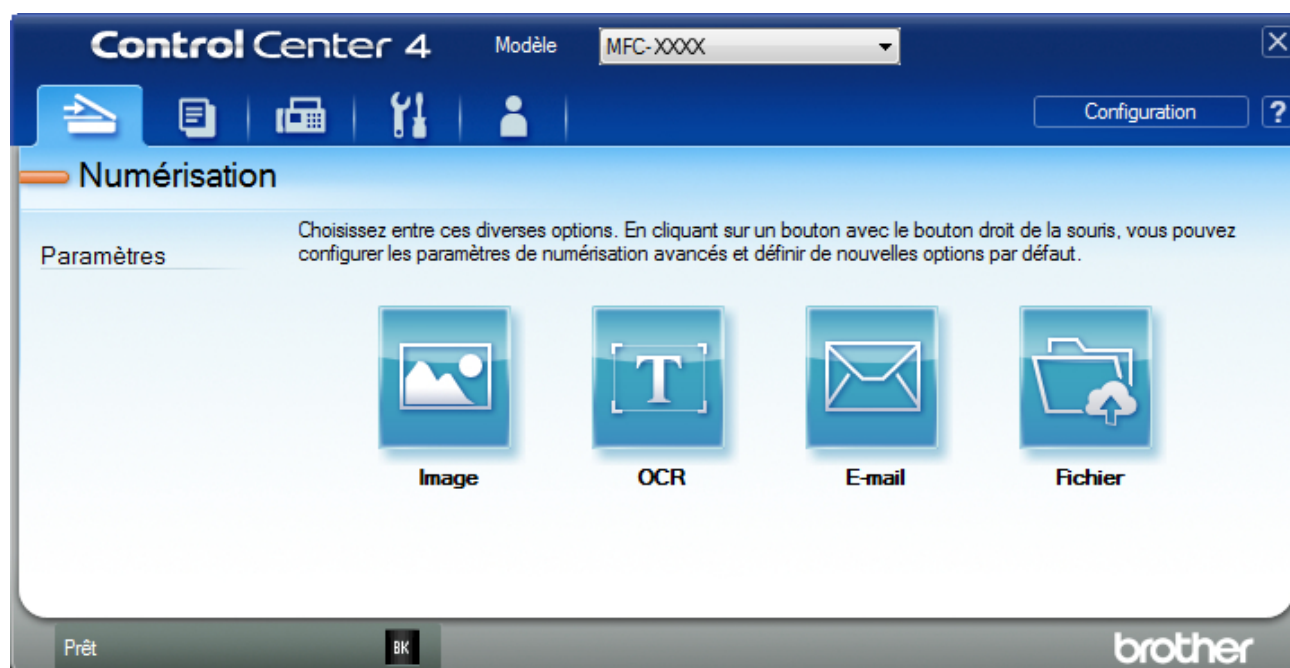 Control Center 4 Modèle MFC-XXXX
Configuration ?
Numérisation
Choisissez entre ces diverses options. En cliquant sur un bouton avec le bouton droit de la souris, vous pouvez
Paramètres configurer les paramètres de numérisation avancés et définir de nouvelles options par défaut.
T
Image OCR E-mail Fichier
Prêt BK brother